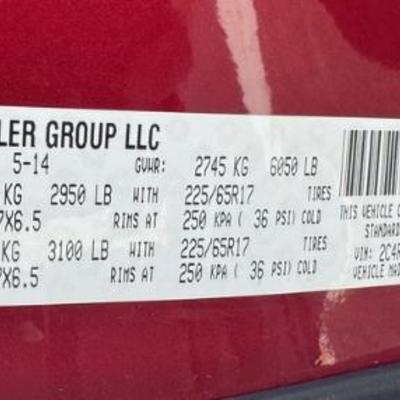 LER GROUP LLC
5-14 GVWR: 2745 KG 6050 LB
KG 2950 LB WITH 225/65R17 TIRES
7X6.5 RIMS AT 250 KPA ( 36 PSI) COLD
KG 3100 LB WITH 225/65R17 TIRES
7X6.5 RIMS AT 250 KPA ( 36 PSI) COLD
THIS VEHICLE C
STANDARD
VIN: 2C4R
VEHICLE MAD